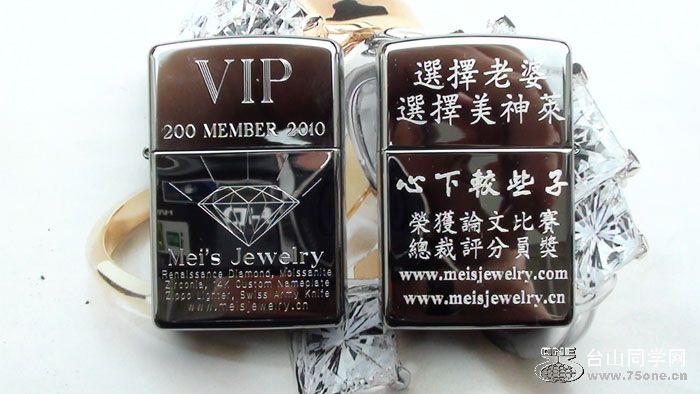 VIP
200 MEMBER 2010
Mei's Jewelry
Renaissance Diamond, Moissanite
Zirconia, 14K Custom Nameplate
Zippo Lighter, Swiss Army Knife
www.meisjewelry.cn
選擇老婆
選擇美神萊
心下較些子
榮獲論文比賽
總裁評分員獎
www.meisjewelry.com
www.meisjewelry.cn
台山同学网
www.75one.cn